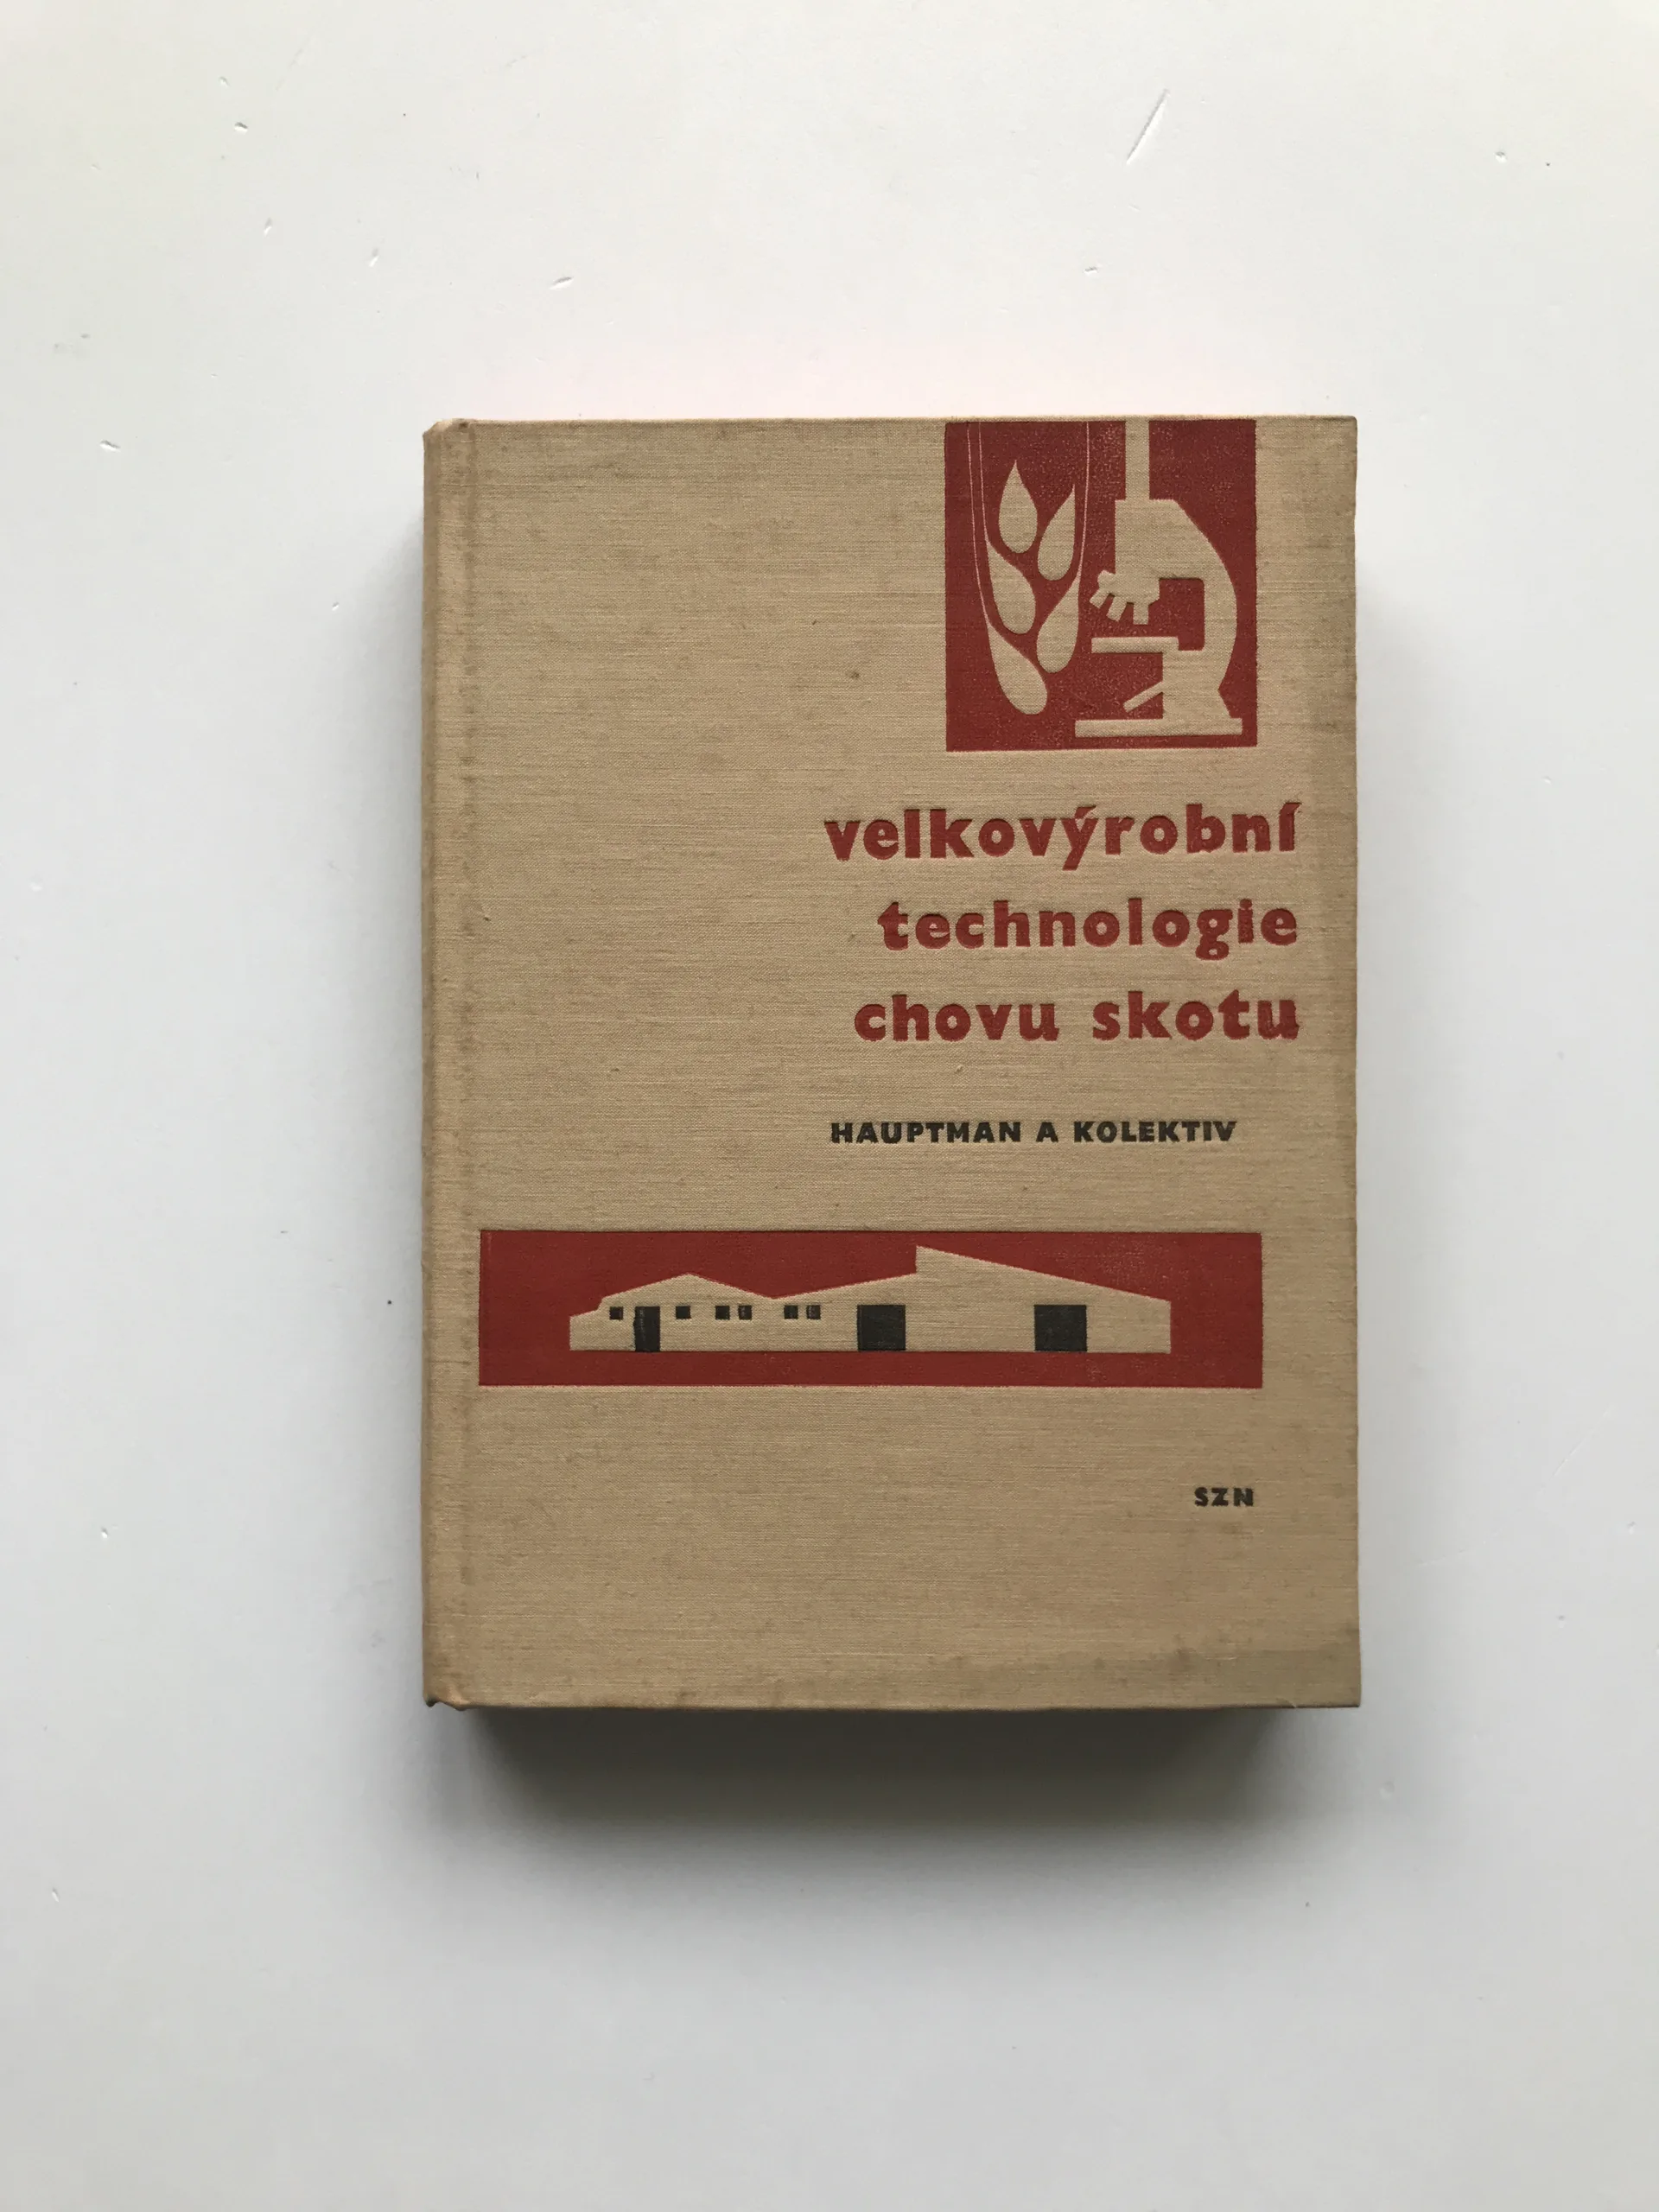 velkovýrobní
technologie
chovu skotu
HAUPTMAN A KOLEKTIV
SZN